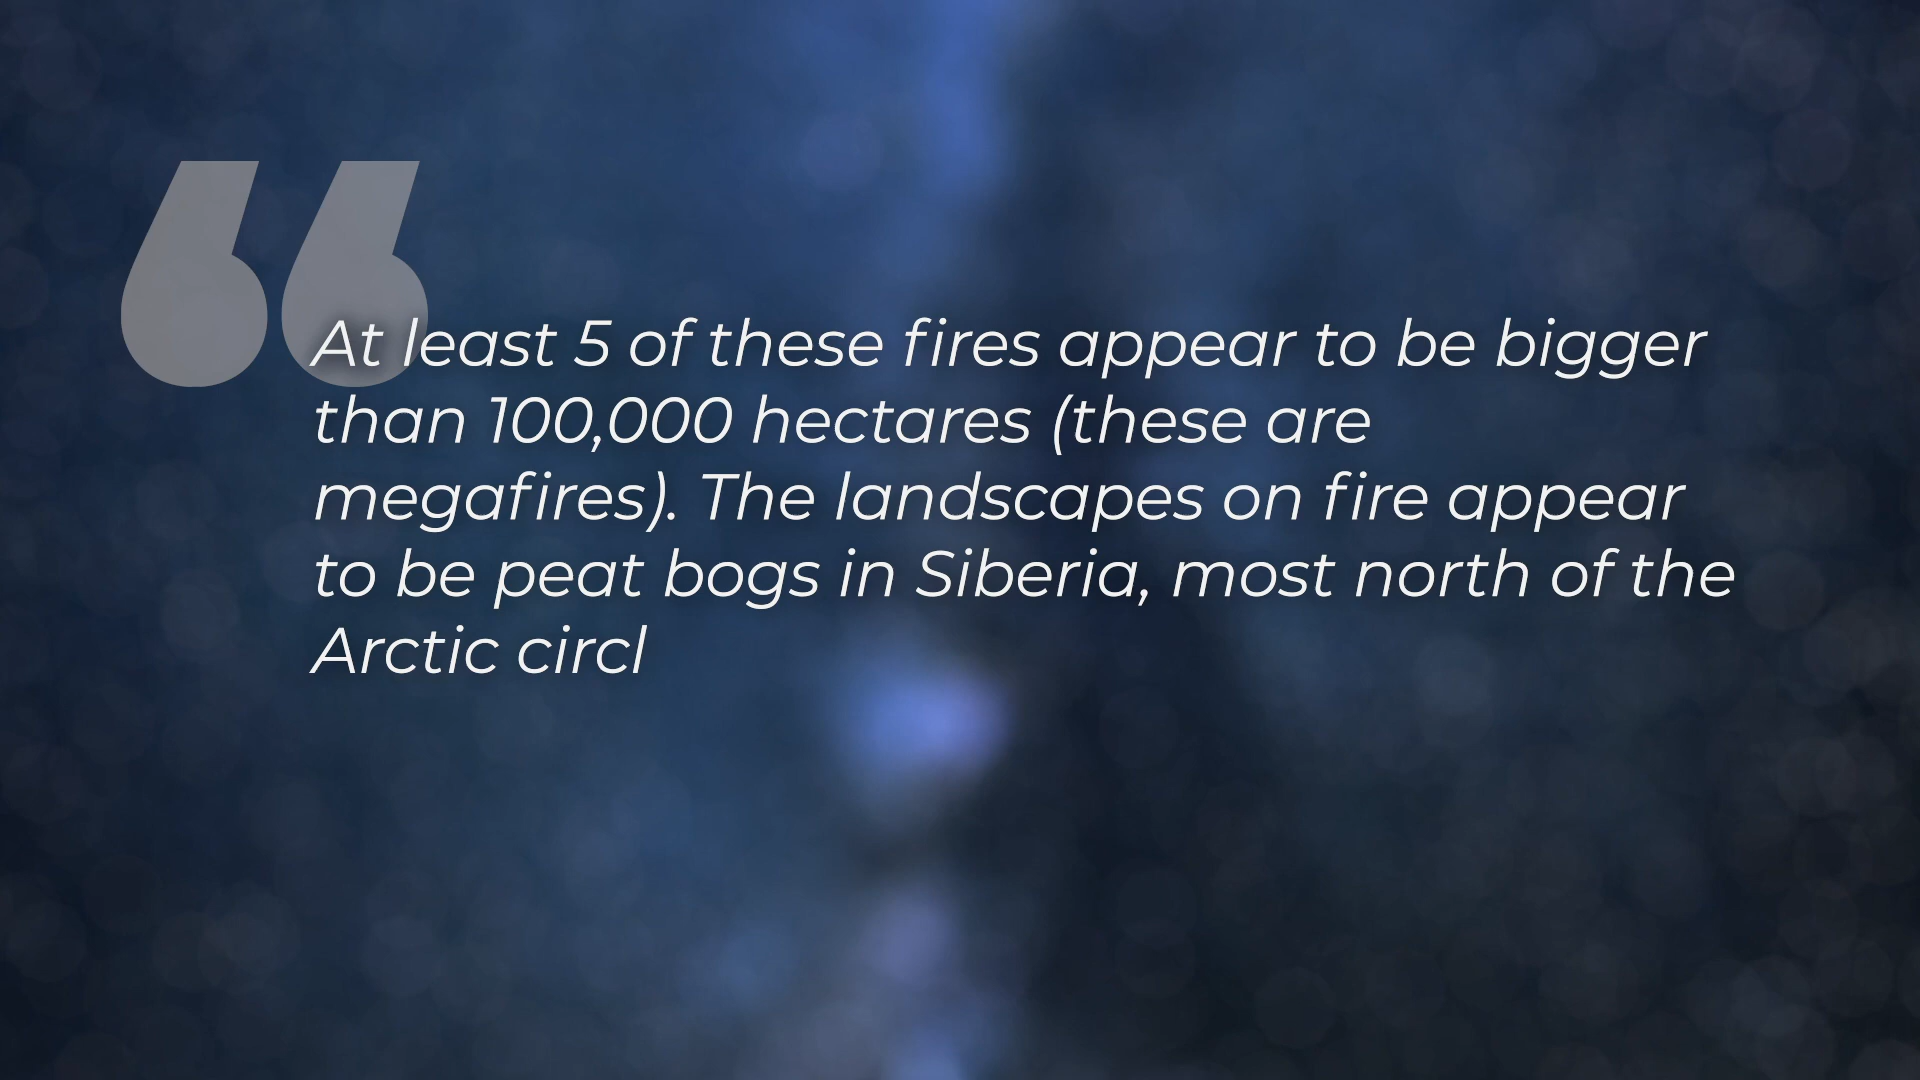 “
At least 5 of these fires appear to be bigger
than 100,000 hectares (these are
megafires). The landscapes on fire appear
to be peat bogs in Siberia, most north of the
Arctic circl